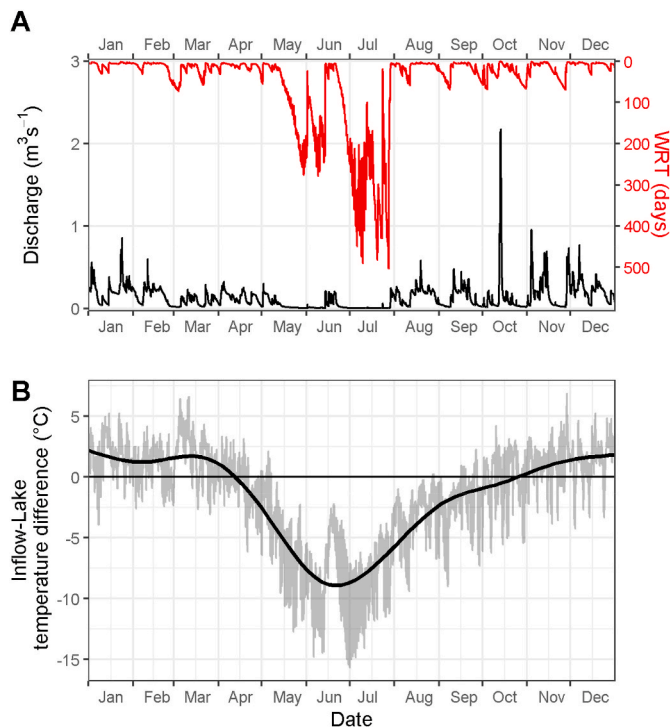 A
Jan Feb Mar Apr May Jun Jul Aug Sep Oct Nov Dec
3
2
1
0
Discharge (m³s⁻¹)
0
100
200
300
400
500
WRT (days)
Jan Feb Mar Apr May Jun Jul Aug Sep Oct Nov Dec
B
5
0
-5
-10
-15
Inflow-Lake
temperature difference (°C)
Jan Feb Mar Apr May Jun Jul Aug Sep Oct Nov Dec
Date